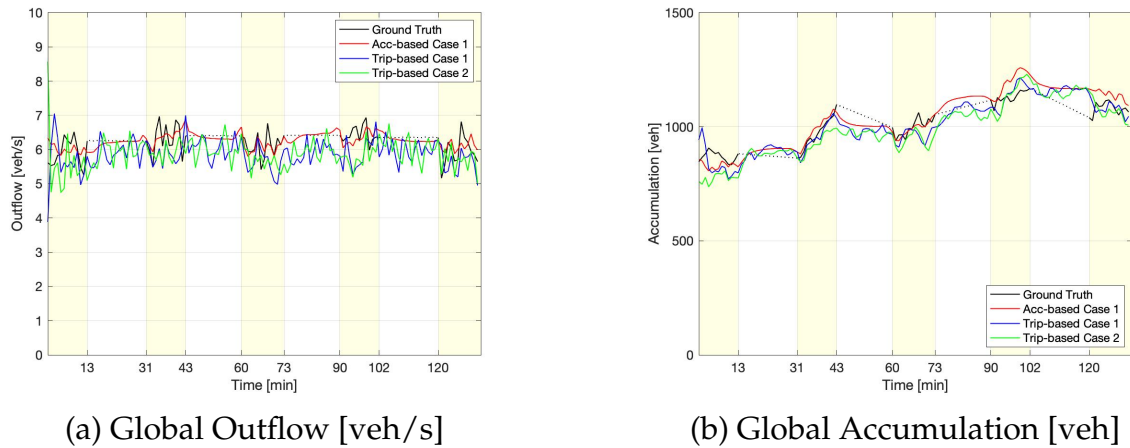 10
9
8
7
6
5
4
3
2
1
0
Outflow [veh/s]
13 31 43 60 73 90 102 120
Time [min]
Ground Truth
Acc-based Case 1
Trip-based Case 1
Trip-based Case 2
(a) Global Outflow [veh/s]
1500
1000
500
0
Accumulation [veh]
13 31 43 60 73 90 102 120
Time [min]
Ground Truth
Acc-based Case 1
Trip-based Case 1
Trip-based Case 2
(b) Global Accumulation [veh]